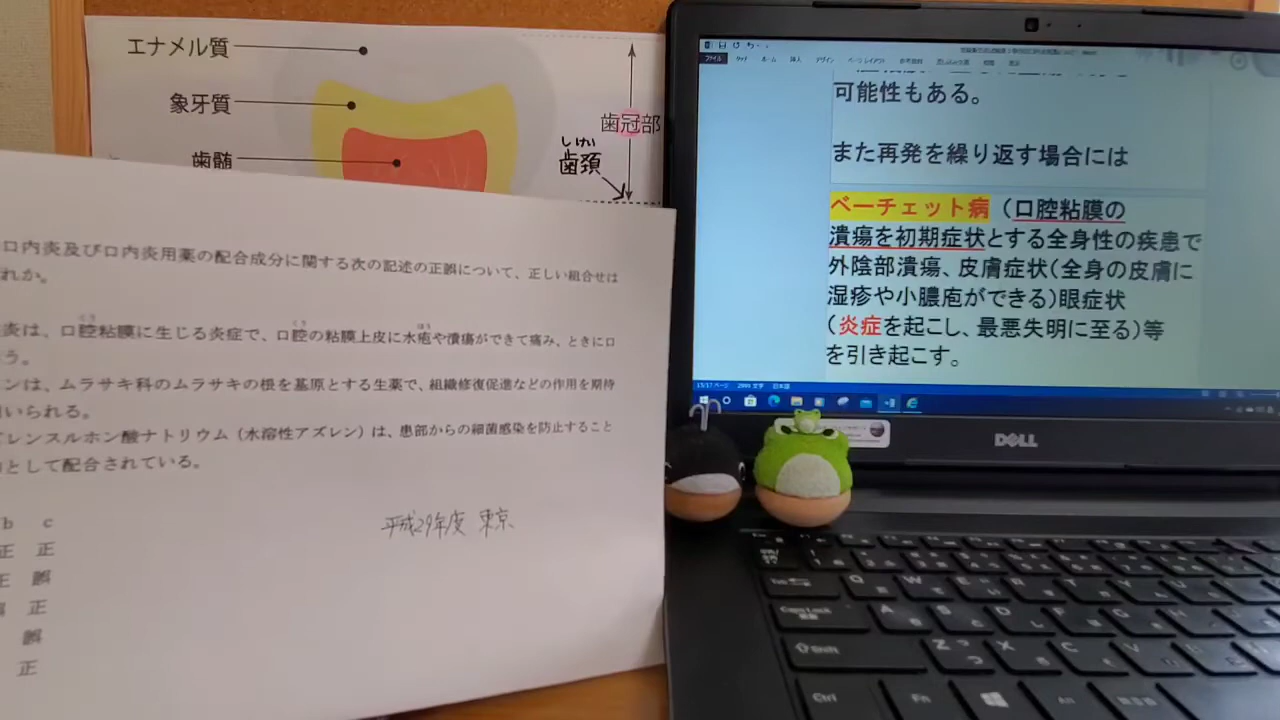 エナメル質
象牙質
歯髄
歯冠部
しけい
歯頚
口内炎及び口内炎用薬の配合成分に関する次の記述の正誤について、正しい組合せは
れか。
炎は、口腔粘膜に生じる炎症で、口腔の粘膜上皮に水疱や潰瘍ができて痛み、ときに口
う。
ンは、ムラサキ科のムラサキの根を基原とする生薬で、組織修復促進などの作用を期待
いられる。
レンスルホン酸ナトリウム（水溶性アズレン）は、患部からの細菌感染を防止すること
として配合されている。
b c
正 正
正 誤
誤 正
誤
正
平成29年度 東京
可能性もある。
また再発を繰り返す場合には
ベーチェット病（口腔粘膜の
潰瘍を初期症状とする全身性の疾患で
外陰部潰瘍、皮膚症状（全身の皮膚に
湿疹や小膿疱ができる）眼症状
（炎症を起こし、最悪失明に至る）等
を引き起こす。
ファイル
DELL
Q W E R T Y
Caps Lock A S D F G H
Shift Z X C V B N
Ctrl Fn Alt